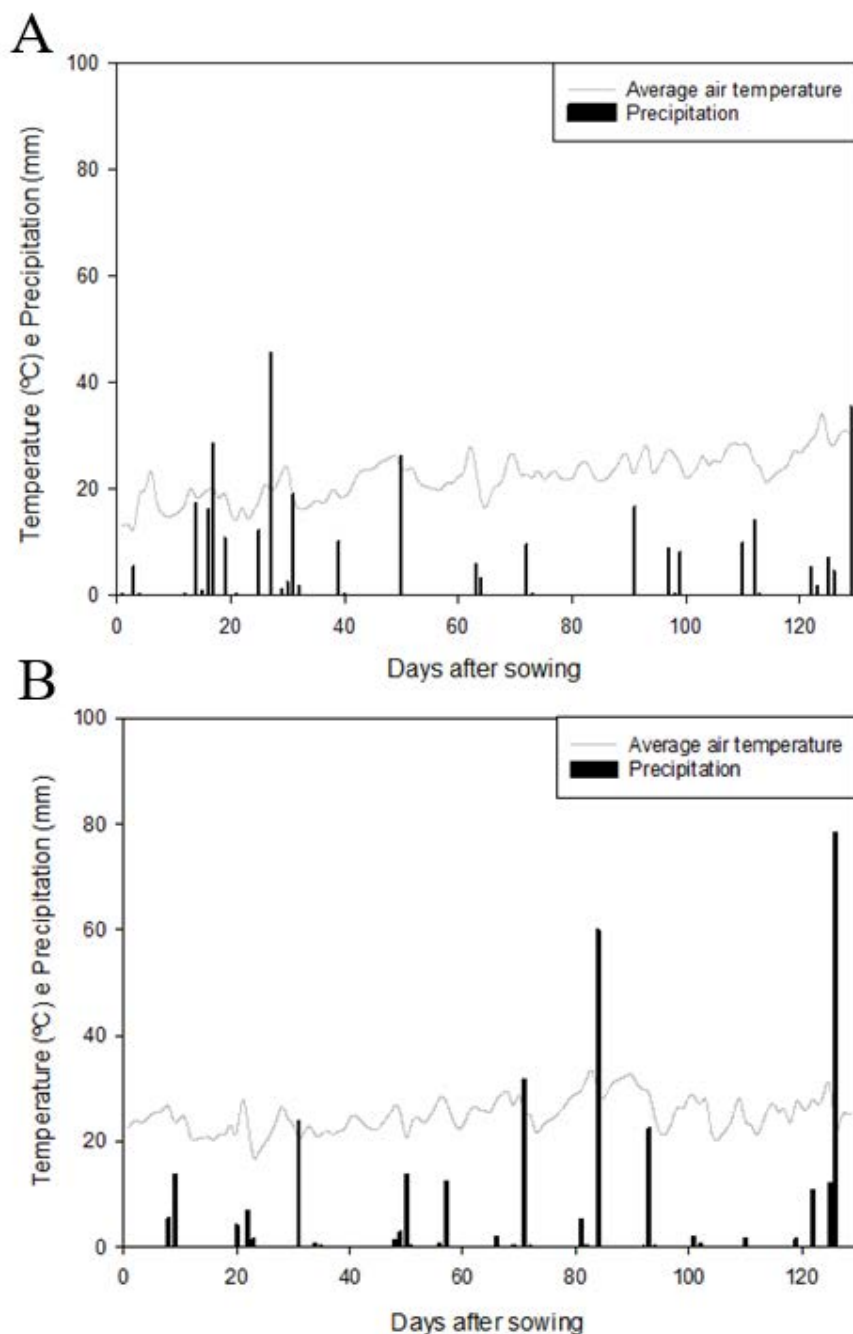 A
100
80
60
40
20
0
Temperature (ºC) e Precipitation (mm)
Average air temperature
Precipitation
0 20 40 60 80 100 120
Days after sowing
B
100
80
60
40
20
0
Temperature (ºC) e Precipitation (mm)
Average air temperature
Precipitation
0 20 40 60 80 100 120
Days after sowing